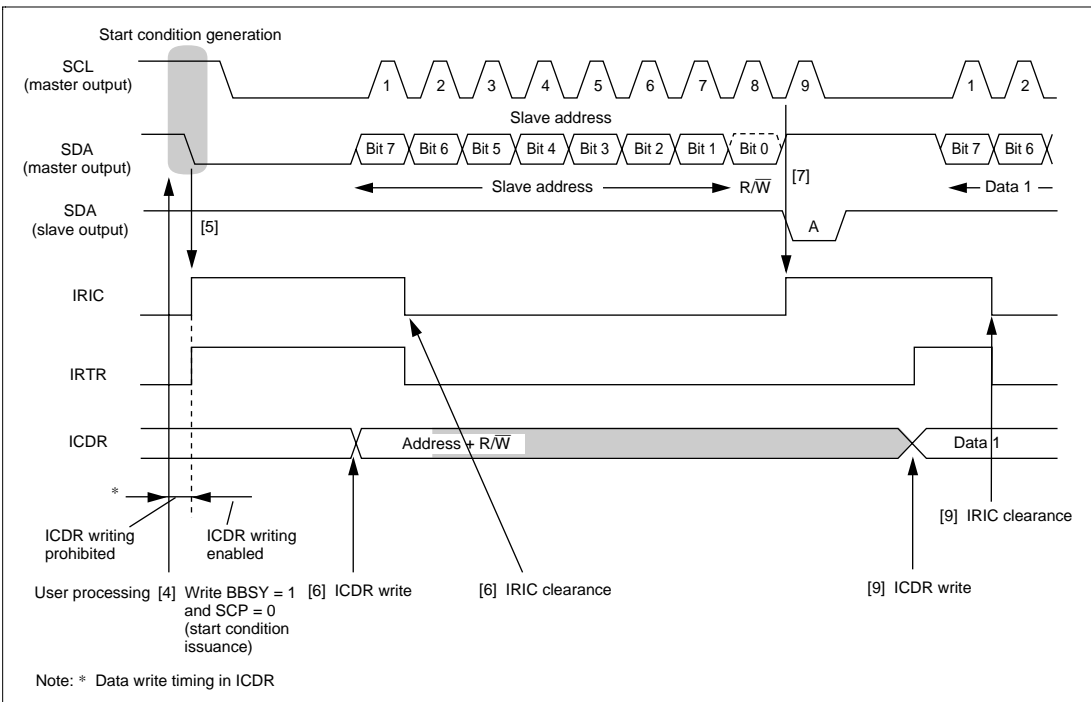 Start condition generation
SCL
(master output)
1 2 3 4 5 6 7 8 9 1 2
Slave address
SDA
(master output)
Bit 7 Bit 6 Bit 5 Bit 4 Bit 3 Bit 2 Bit 1 Bit 0 Bit 7 Bit 6
Slave address R/W̅ [7] Data 1
SDA
(slave output)
[5] A
IRIC
IRTR
ICDR Address + R/W̅ Data 1
*
ICDR writing
prohibited
ICDR writing
enabled
[9] IRIC clearance
User processing [4] Write BBSY = 1
and SCP = 0
(start condition
issuance)
[6] ICDR write
[6] IRIC clearance
[9] ICDR write
Note: * Data write timing in ICDR